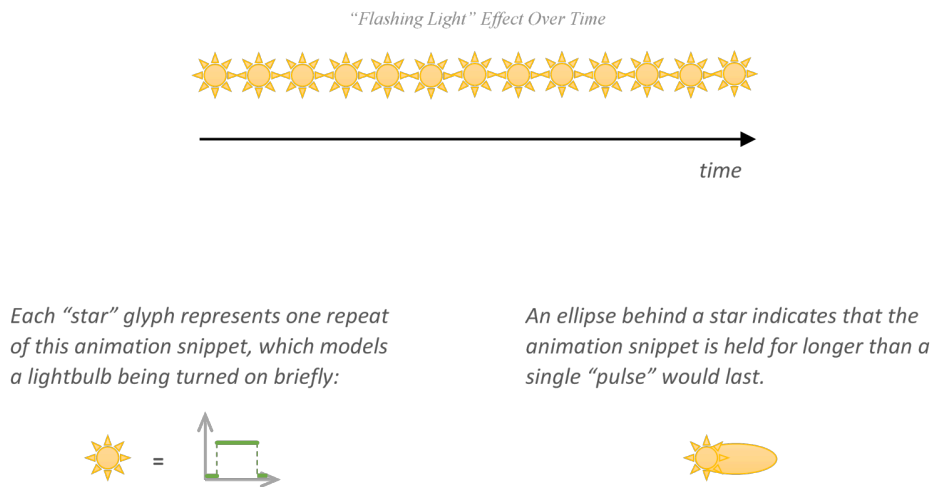 “Flashing Light” Effect Over Time
time
Each “star” glyph represents one repeat
of this animation snippet, which models
a lightbulb being turned on briefly:
=
An ellipse behind a star indicates that the
animation snippet is held for longer than a
single “pulse” would last.